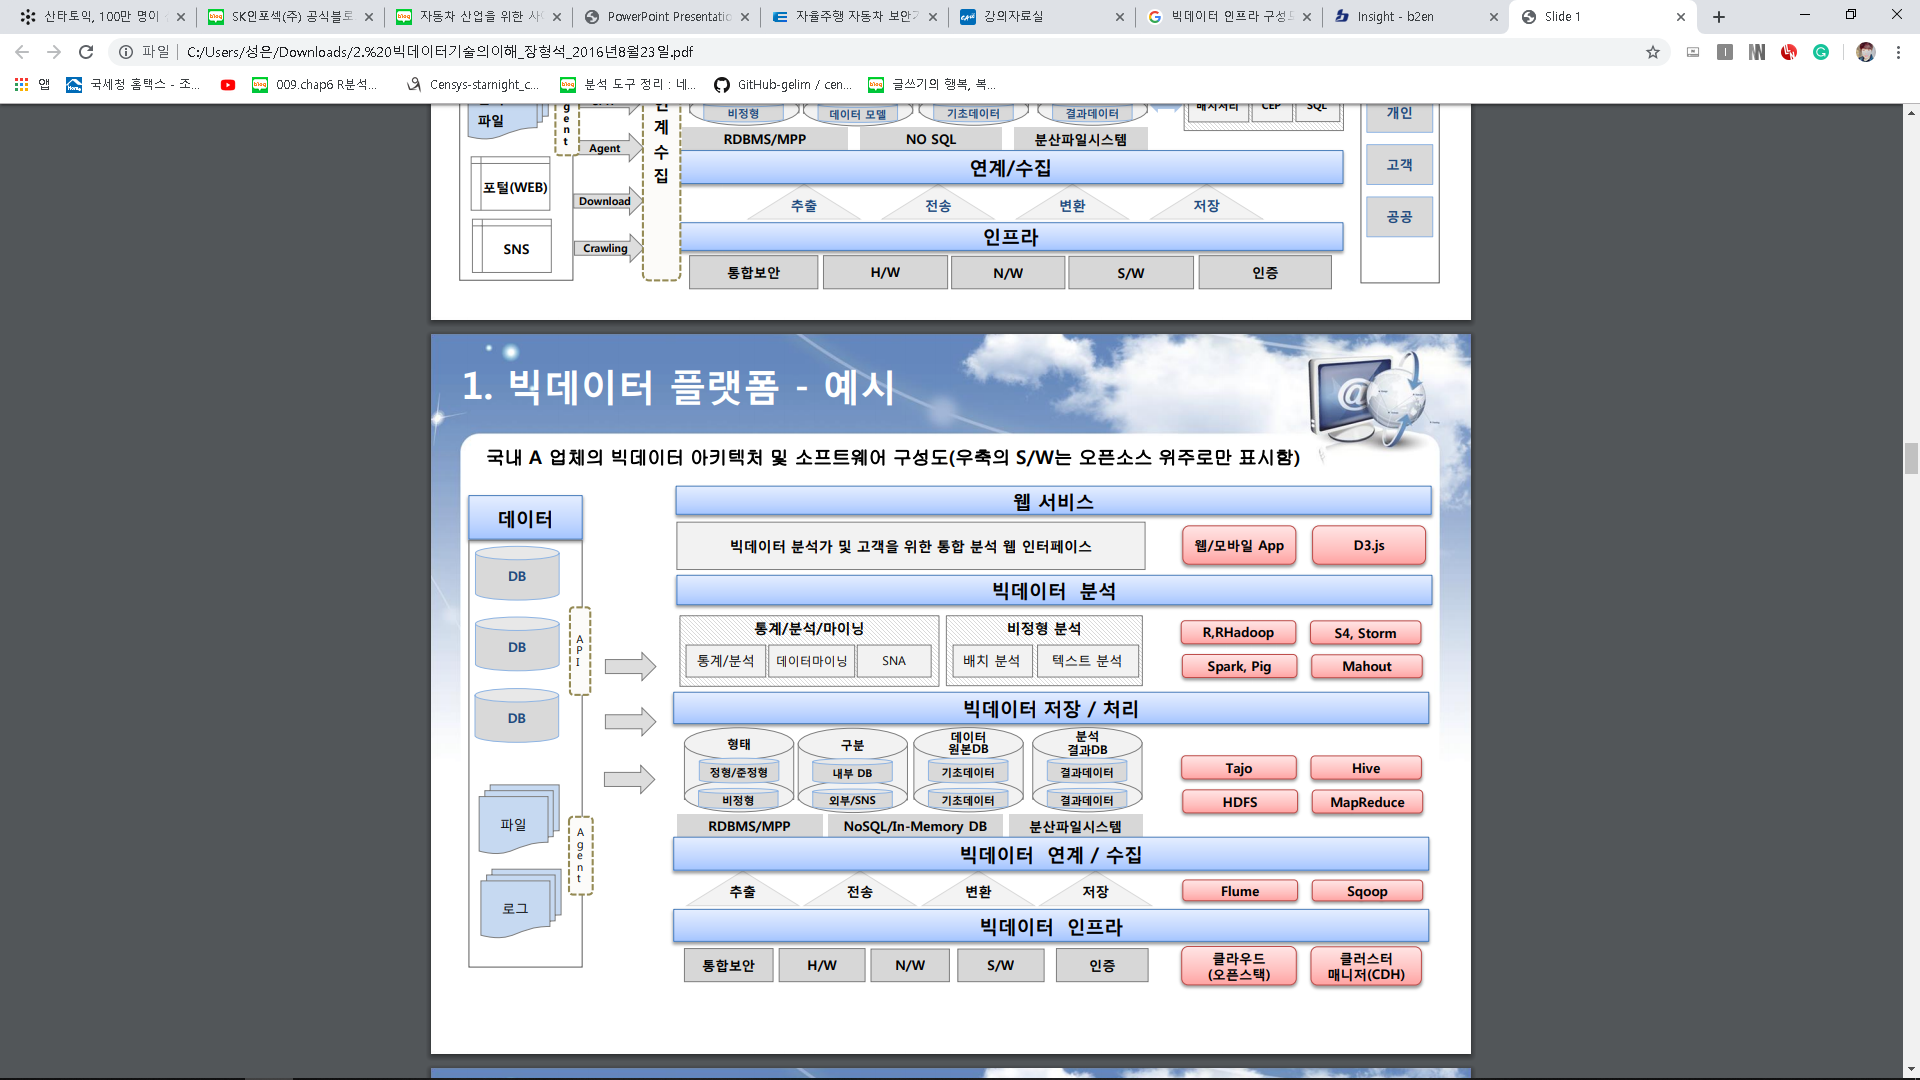 산타토익, 100만 명이
SK인포섹(주) 공식블로
자동차 산업을 위한 사
PowerPoint Presentatio
자율주행 자동차 보안기
강의자료실
빅데이터 인프라 구성도
Insight - b2en
Slide 1
파일
C:/Users/성은/Downloads/2.%20빅데이터기술의이해_장형석_2016년8월23일.pdf
앱
국세청 홈택스 - 조...
009.chap6 R분석...
Censys-starnight_c...
분석 도구 정리 : 네...
GitHub-gelim / cen...
글쓰기의 행복, 복...
파일
gent
Agent
포털(WEB)
Download
SNS
Crawling
계수집
비정형
데이터 모델
기초데이터
결과데이터
배치처리
CEP
SQL
RDBMS/MPP
NO SQL
분산파일시스템
연계/수집
추출
전송
변환
저장
인프라
통합보안
H/W
N/W
S/W
인증
개인
고객
공공
1. 빅데이터 플랫폼 - 예시
국내 A 업체의 빅데이터 아키텍처 및 소프트웨어 구성도(우측의 S/W는 오픈소스 위주로만 표시함)
데이터
DB
DB
DB
API
파일
로그
Agent
웹 서비스
빅데이터 분석가 및 고객을 위한 통합 분석 웹 인터페이스
웹/모바일 App
D3.js
빅데이터 분석
통계/분석/마이닝
통계/분석
데이터마이닝
SNA
비정형 분석
배치 분석
텍스트 분석
R,RHadoop
S4, Storm
Spark, Pig
Mahout
빅데이터 저장 / 처리
형태
정형/준정형
비정형
구분
내부 DB
외부/SNS
데이터
원본DB
기초데이터
기초데이터
분석
결과DB
결과데이터
결과데이터
Tajo
Hive
HDFS
MapReduce
RDBMS/MPP
NoSQL/In-Memory DB
분산파일시스템
빅데이터 연계 / 수집
추출
전송
변환
저장
Flume
Sqoop
빅데이터 인프라
통합보안
H/W
N/W
S/W
인증
클라우드
(오픈스택)
클러스터
매니저(CDH)